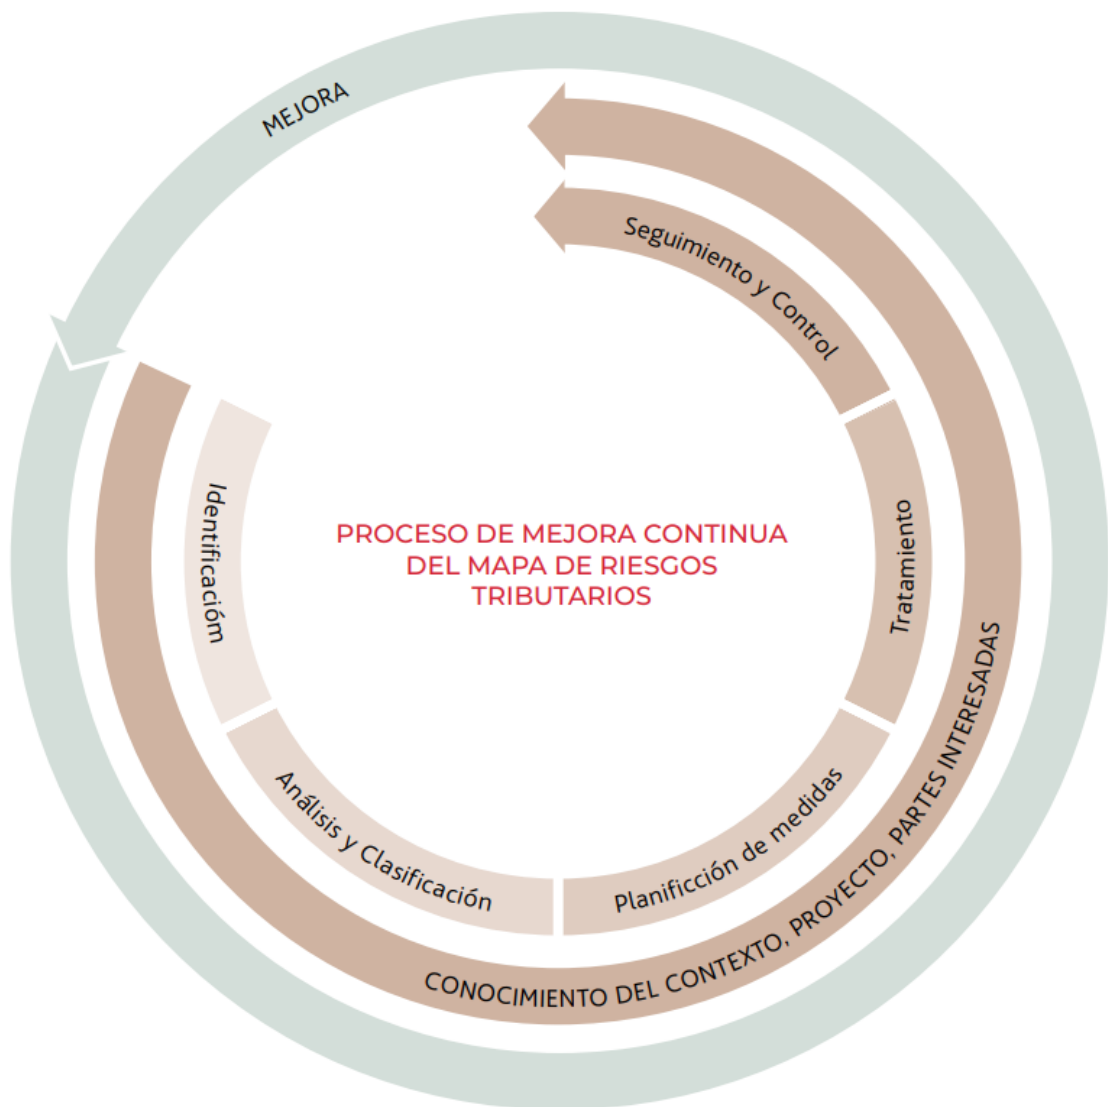 MEJORA
Seguimiento y Control
Identificacióm
PROCESO DE MEJORA CONTINUA
DEL MAPA DE RIESGOS
TRIBUTARIOS
Tratamiento
Análisis y Clasificación
Planificción de medidas
CONOCIMIENTO DEL CONTEXTO, PROYECTO, PARTES INTERESADAS